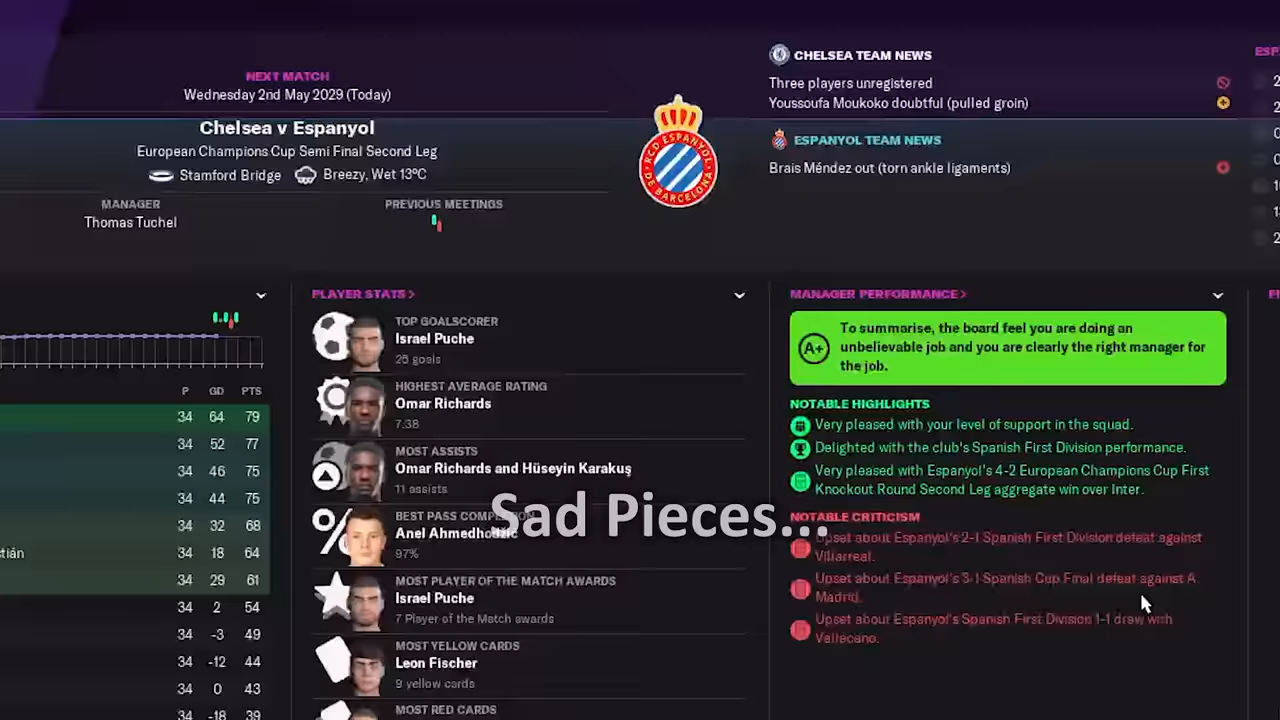 NEXT MATCH
Wednesday 2nd May 2029 (Today)
Chelsea v Espanyol
European Champions Cup Semi Final Second Leg
Stamford Bridge
Breezy, Wet 13°C
MANAGER
Thomas Tuchel
PREVIOUS MEETINGS
RCD ESPANYOL
DE BARCELONA
CHELSEA TEAM NEWS
Three players unregistered
Youssoufa Moukoko doubtful (pulled groin)
ESPANYOL TEAM NEWS
Brais Méndez out (torn ankle ligaments)
ESP
P GD PTS
34 64 79
34 52 77
34 46 75
34 44 75
34 32 68
stián 34 18 64
34 29 61
34 2 54
34 -3 49
34 -12 44
34 0 43
34 -18 39
PLAYER STATS >
TOP GOALSCORER
Israel Puche
26 goals
HIGHEST AVERAGE RATING
Omar Richards
7.38
MOST ASSISTS
Omar Richards and Hüseyin Karakuş
11 assists
BEST PASS COMPLETION
Anel Ahmedhodžić
97%
Sad Pieces...
MOST PLAYER OF THE MATCH AWARDS
Israel Puche
7 Player of the Match awards
MOST YELLOW CARDS
Leon Fischer
9 yellow cards
MOST RED CARDS
MANAGER PERFORMANCE >
A+
To summarise, the board feel you are doing an
unbelievable job and you are clearly the right manager for
the job.
NOTABLE HIGHLIGHTS
Very pleased with your level of support in the squad.
Delighted with the club's Spanish First Division performance.
Very pleased with Espanyol's 4-2 European Champions Cup First
Knockout Round Second Leg aggregate win over Inter.
NOTABLE CRITICISM
Upset about Espanyol's 2-1 Spanish First Division defeat against
Villarreal.
Upset about Espanyol's 3-1 Spanish Cup Final defeat against A.
Madrid.
Upset about Espanyol's Spanish First Division 1-1 draw with
Vallecano.